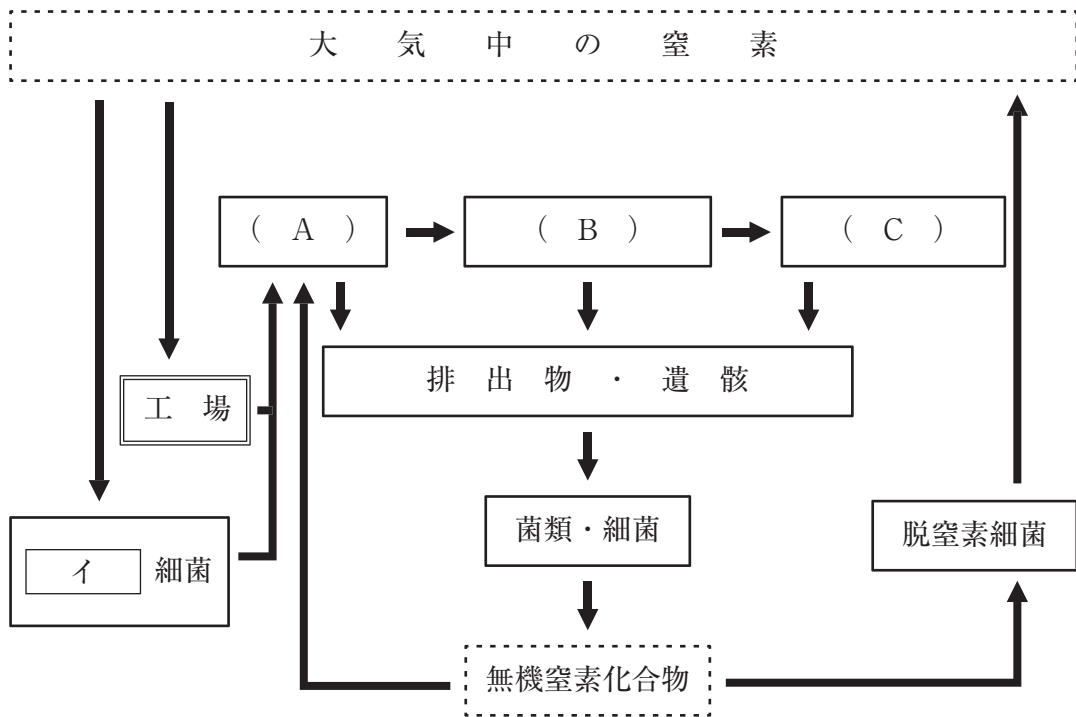 大気中の窒素
（ A ）
（ B ）
（ C ）
排出物・遺骸
工場
菌類・細菌
脱窒素細菌
イ 細菌
無機窒素化合物